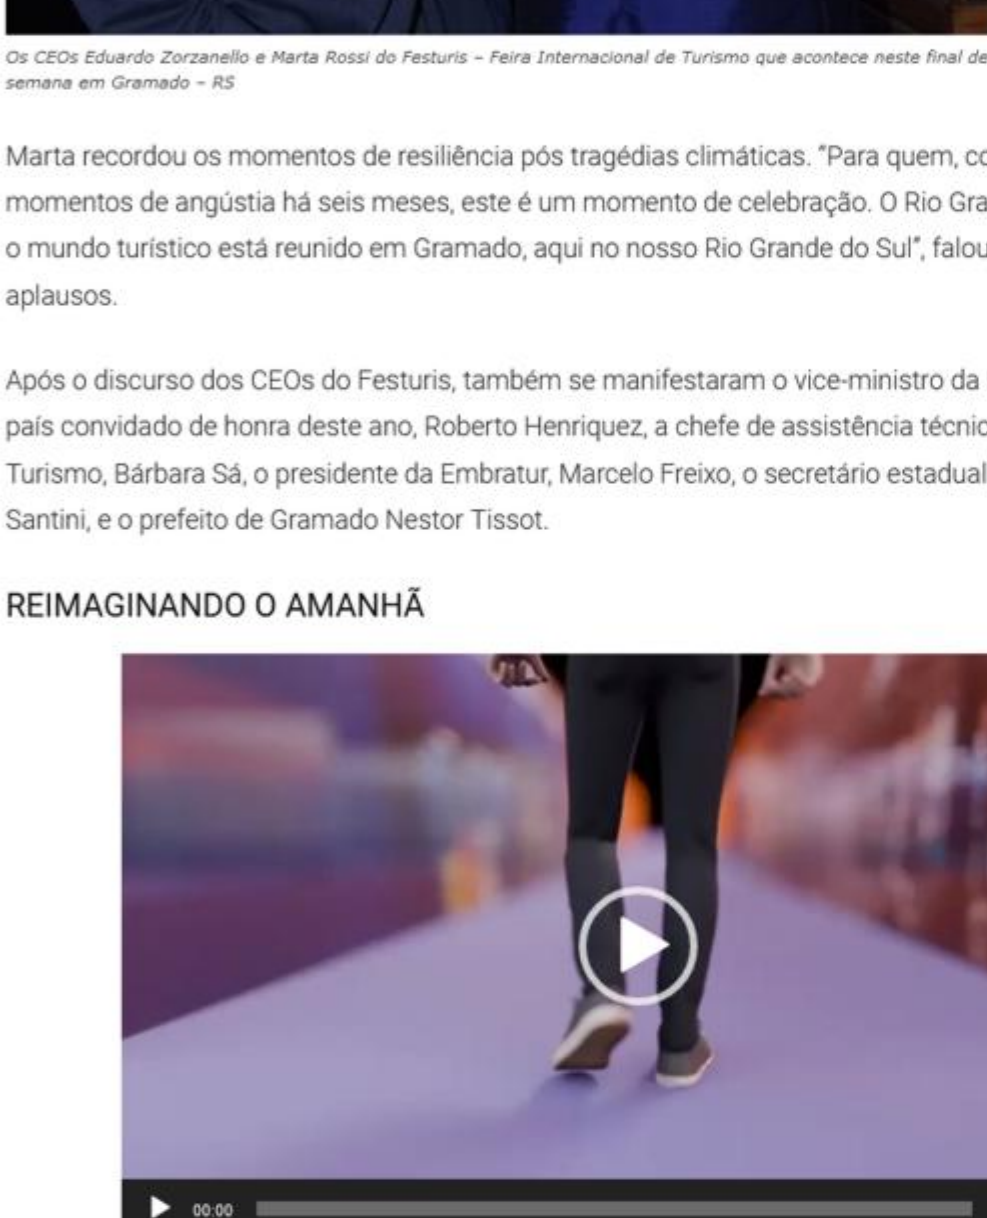 Os CEOs Eduardo Zorzanello e Marta Rossi do Festuris – Feira Internacional de Turismo que acontece neste final de
semana em Gramado – RS
Marta recordou os momentos de resiliência pós tragédias climáticas. "Para quem, co
momentos de angústia há seis meses, este é um momento de celebração. O Rio Gra
o mundo turístico está reunido em Gramado, aqui no nosso Rio Grande do Sul", falou
aplausos.
Após o discurso dos CEOs do Festuris, também se manifestaram o vice-ministro da
país convidado de honra deste ano, Roberto Henriquez, a chefe de assistência técnic
Turismo, Bárbara Sá, o presidente da Embratur, Marcelo Freixo, o secretário estadual
Santini, e o prefeito de Gramado Nestor Tissot.
REIMAGINANDO O AMANHÃ
00:00